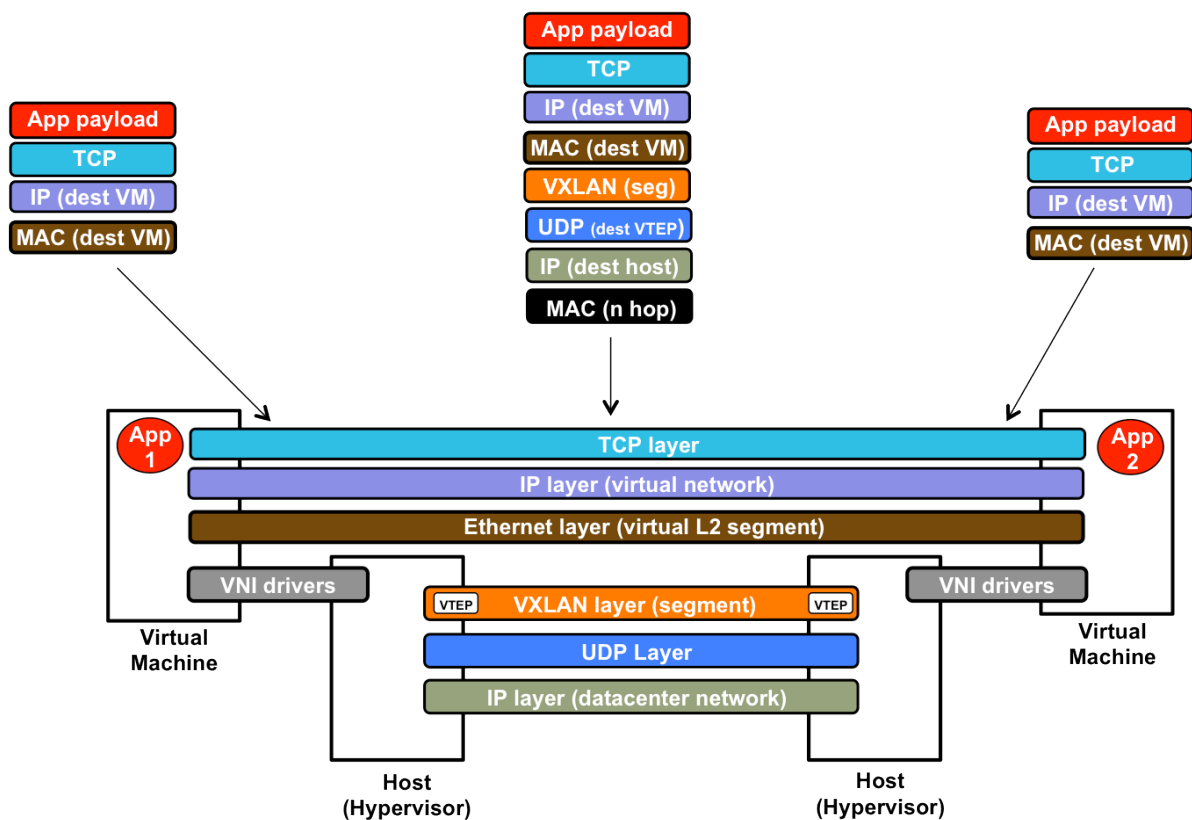 App payload
TCP
IP (dest VM)
MAC (dest VM)
App payload
TCP
IP (dest VM)
MAC (dest VM)
VXLAN (seg)
UDP (dest VTEP)
IP (dest host)
MAC (n hop)
App payload
TCP
IP (dest VM)
MAC (dest VM)
App
1
TCP layer
App
2
IP layer (virtual network)
Ethernet layer (virtual L2 segment)
VNI drivers
VNI drivers
VTEP
VXLAN layer (segment)
VTEP
UDP Layer
IP layer (datacenter network)
Virtual
Machine
Virtual
Machine
Host
(Hypervisor)
Host
(Hypervisor)